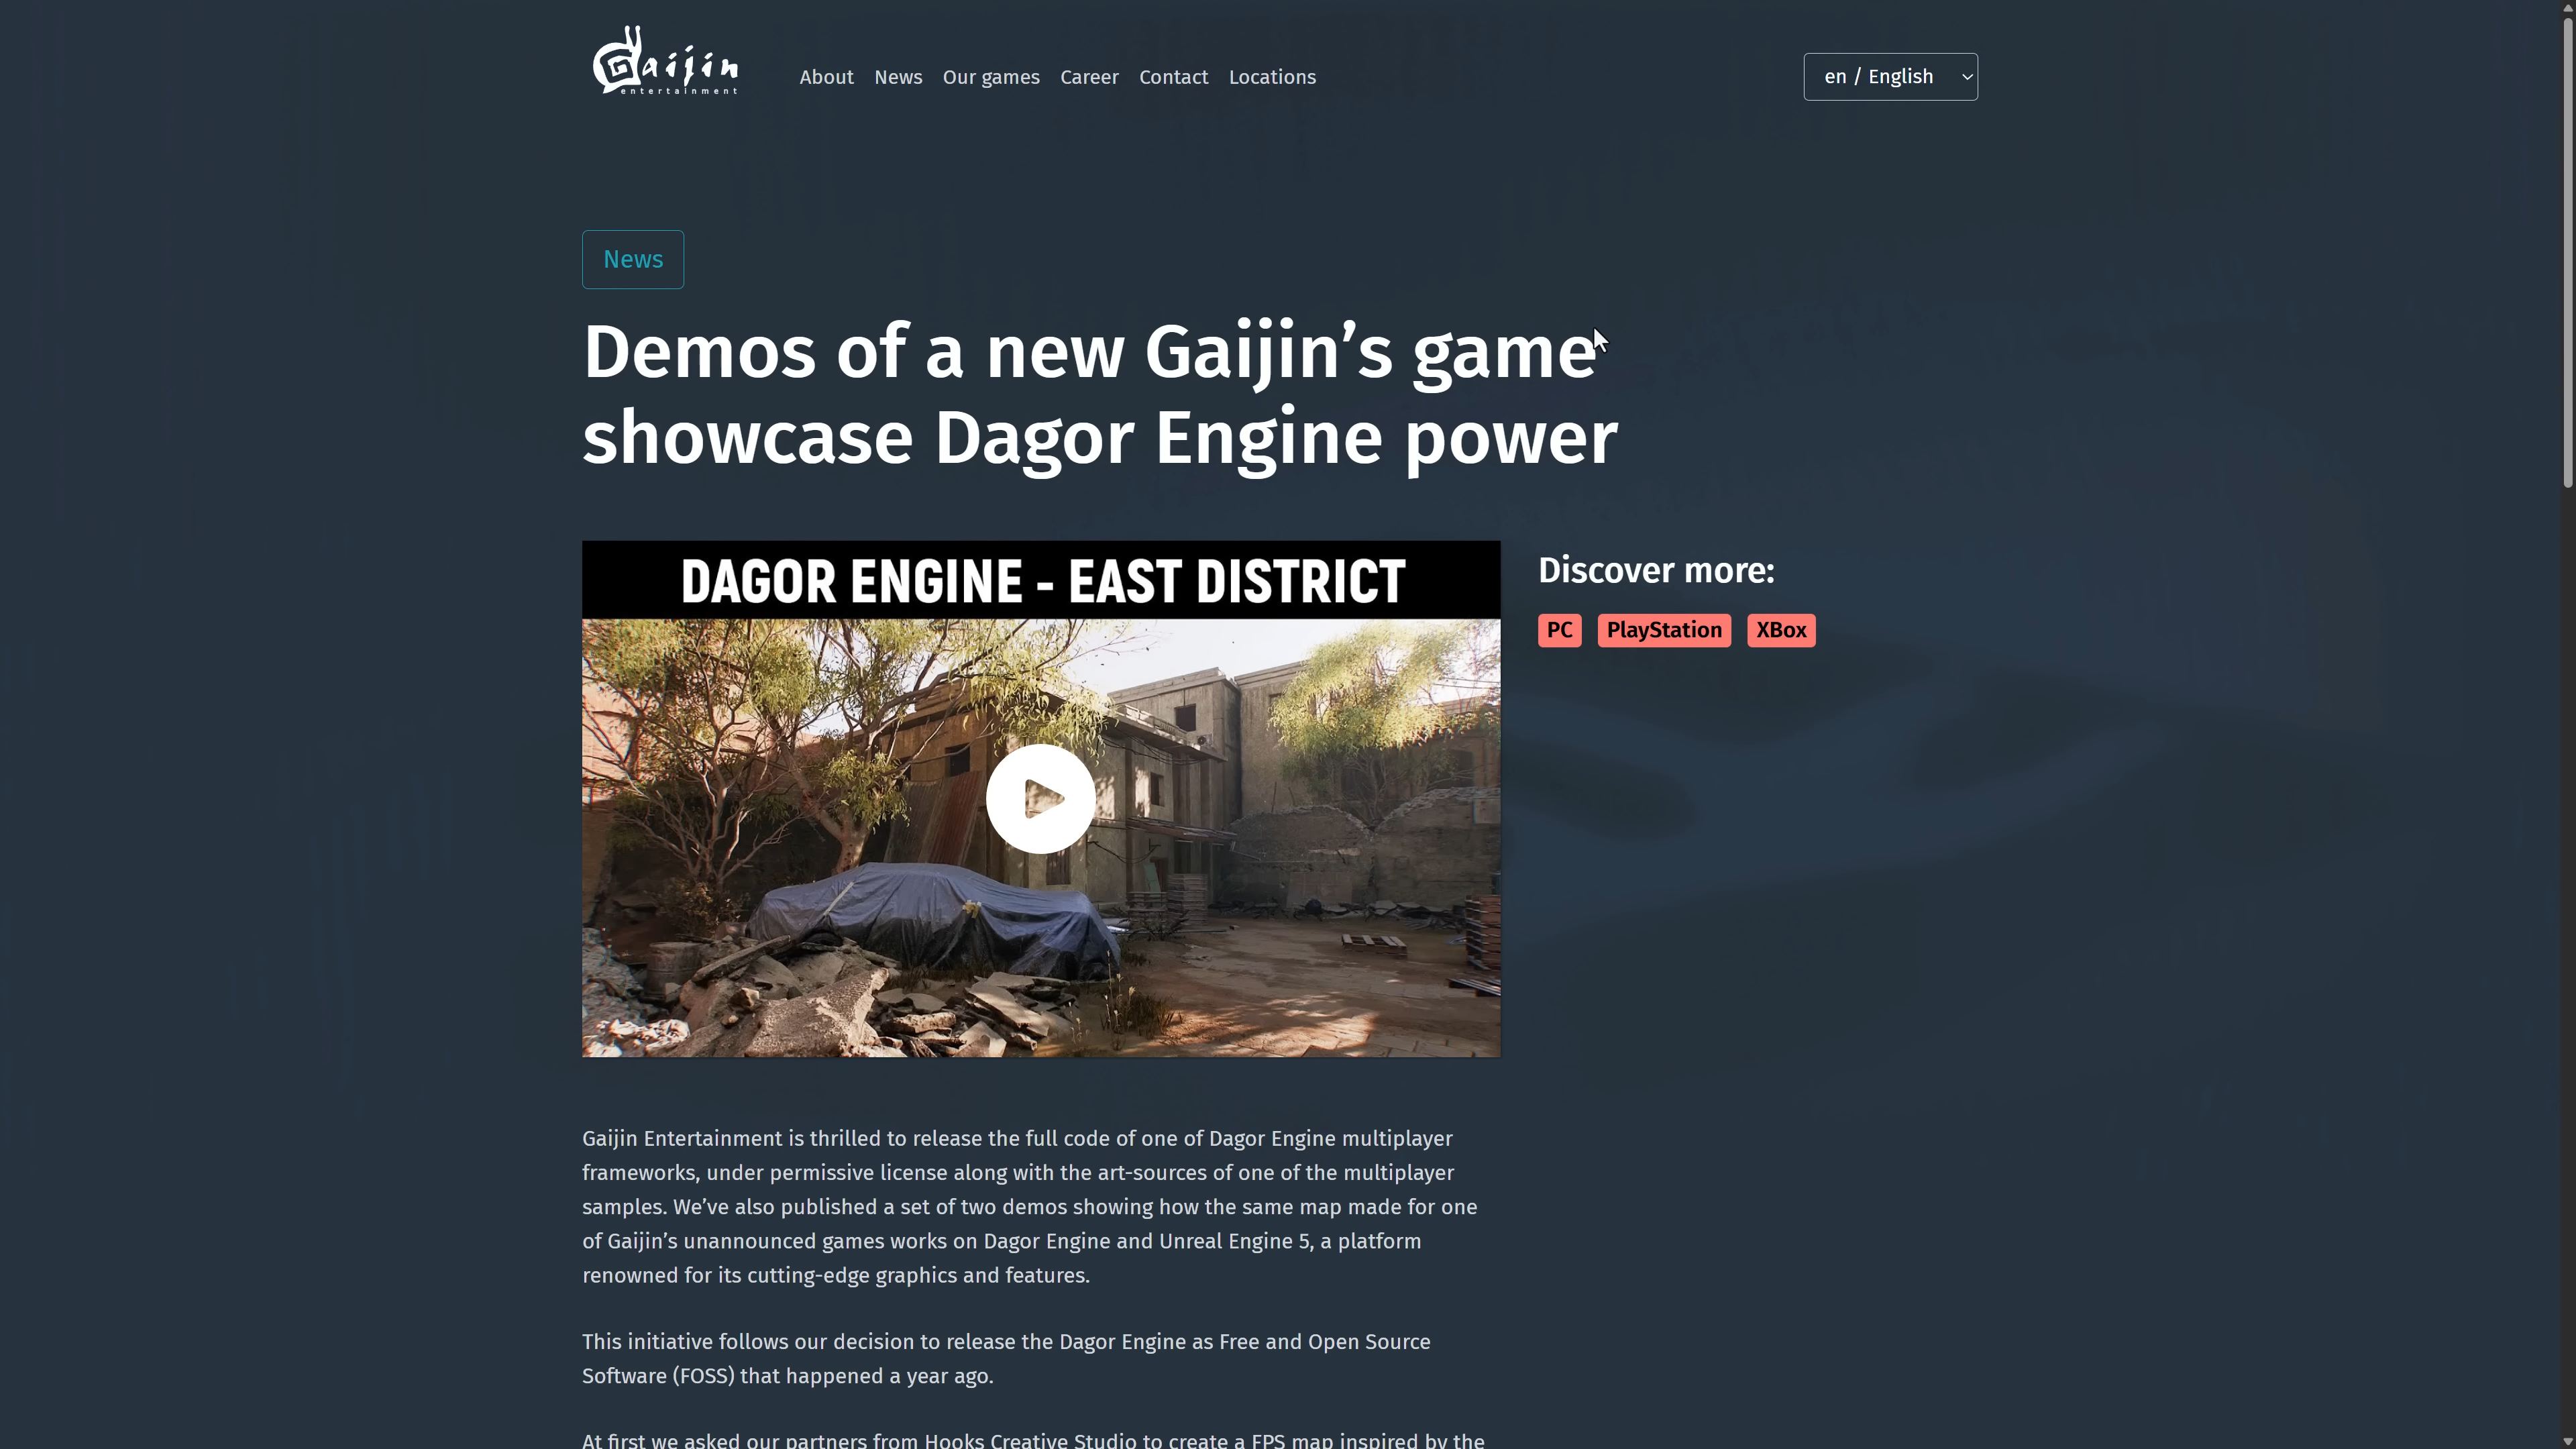 Gaijin
entertainment
About
News
Our games
Career
Contact
Locations
en / English
News
Demos of a new Gaijin’s game
showcase Dagor Engine power
DAGOR ENGINE - EAST DISTRICT
Discover more:
PC
PlayStation
XBox
Gaijin Entertainment is thrilled to release the full code of one of Dagor Engine multiplayer
frameworks, under permissive license along with the art-sources of one of the multiplayer
samples. We’ve also published a set of two demos showing how the same map made for one
of Gaijin’s unannounced games works on Dagor Engine and Unreal Engine 5, a platform
renowned for its cutting-edge graphics and features.
This initiative follows our decision to release the Dagor Engine as Free and Open Source
Software (FOSS) that happened a year ago.
At first we asked our partners from Hooks Creative Studio to create a FPS map inspired by the